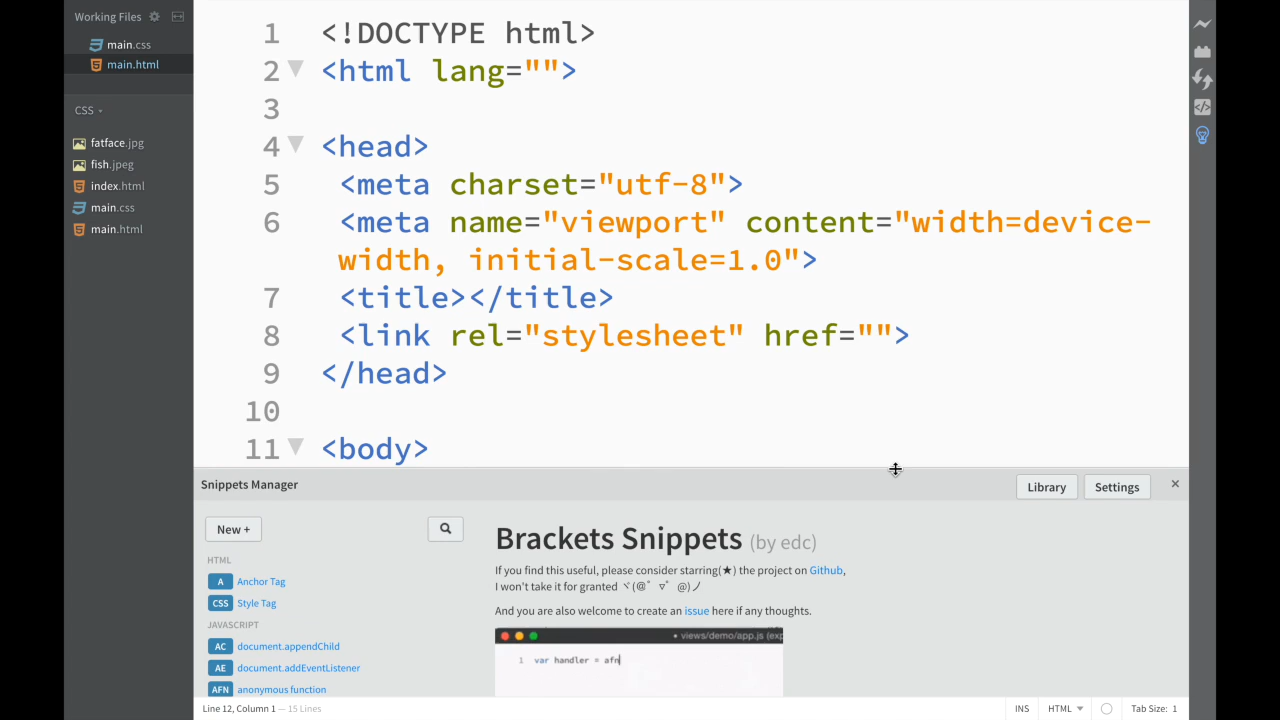 Working Files
main.css
main.html
CSS
fatface.jpg
fish.jpeg
index.html
main.css
main.html
1 <!DOCTYPE html>
2 <html lang="">
3
4 <head>
5 <meta charset="utf-8">
6 <meta name="viewport" content="width=device-
width, initial-scale=1.0">
7 <title></title>
8 <link rel="stylesheet" href="">
9 </head>
10
11 <body>
Snippets Manager
Library
Settings
×
New +
HTML
A Anchor Tag
CSS Style Tag
JAVASCRIPT
AC document.appendChild
AE document.addEventListener
AFN anonymous function
Brackets Snippets (by edc)
If you find this useful, please consider starring(★) the project on Github,
I won't take it for granted ヾ(@゜▽゜@)ノ
And you are also welcome to create an issue here if any thoughts.
• views/demo/app.js (exp
1 var handler = afn
Line 12, Column 1 — 15 Lines
INS
HTML
Tab Size: 1